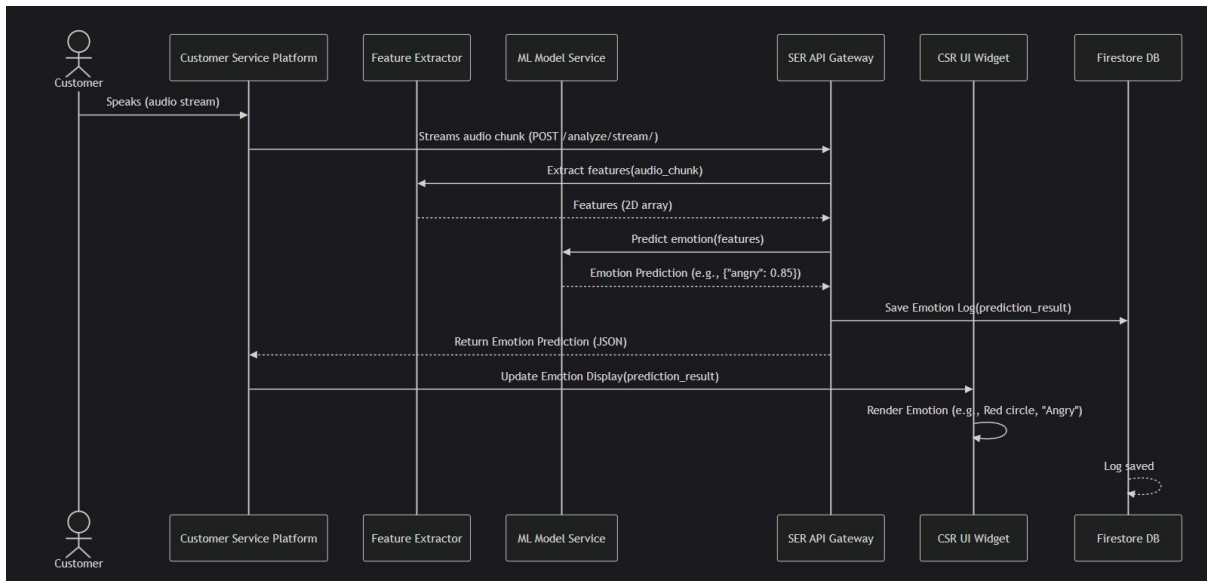 Customer
Customer Service Platform
Feature Extractor
ML Model Service
SER API Gateway
CSR UI Widget
Firestore DB
Speaks (audio stream)
Streams audio chunk (POST /analyze/stream/)
Extract features(audio_chunk)
Features (2D array)
Predict emotion(features)
Emotion Prediction (e.g., {"angry": 0.85})
Save Emotion Log(prediction_result)
Return Emotion Prediction (JSON)
Update Emotion Display(prediction_result)
Render Emotion (e.g., Red circle, "Angry")
Log saved
Customer
Customer Service Platform
Feature Extractor
ML Model Service
SER API Gateway
CSR UI Widget
Firestore DB